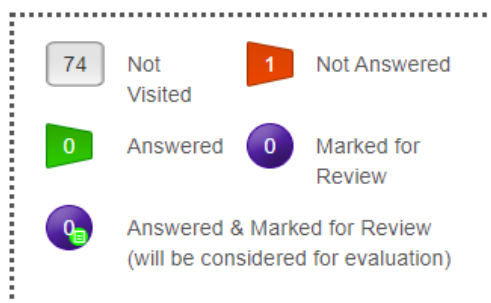 74 Not Visited 1 Not Answered
0 Answered 0 Marked for Review
0 Answered & Marked for Review
(will be considered for evaluation)